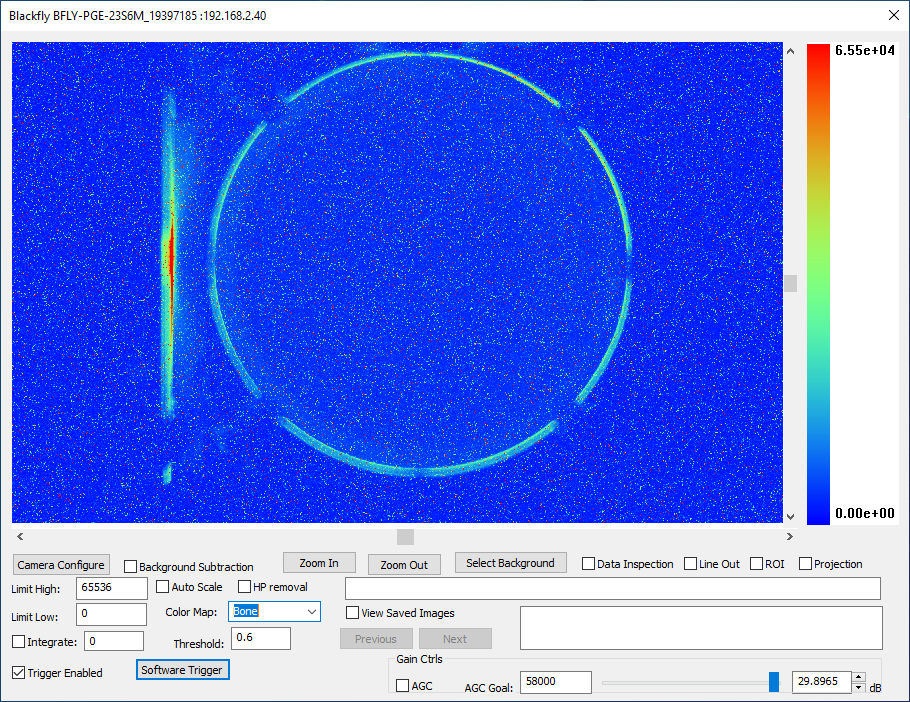 Blackfly BFLY-PGE-23S6M_19397185 :192.168.2.40
6.55e+04
0.00e+00
Camera Configure
Background Subtraction
Zoom In
Zoom Out
Select Background
Data Inspection
Line Out
ROI
Projection
Limit High:
65536
Auto Scale
HP removal
Limit Low:
0
Color Map:
Bone
View Saved Images
Integrate:
0
Threshold:
0.6
Previous
Next
Trigger Enabled
Software Trigger
Gain Ctrls
AGC
AGC Goal:
58000
29.8965
dB